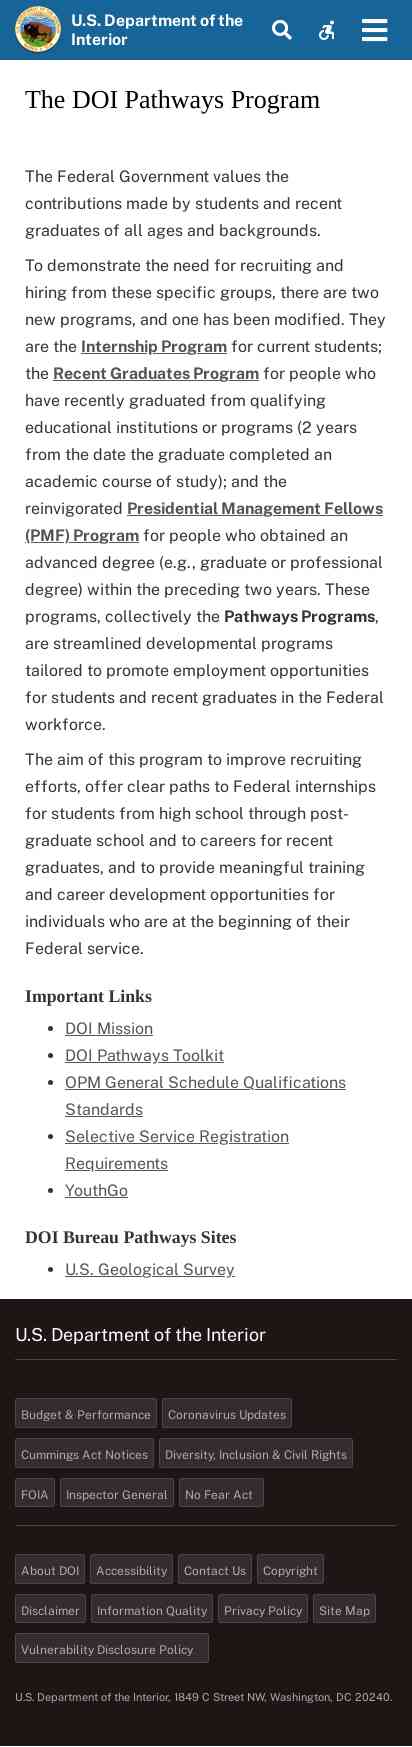 U.S. Department of the
Interior
The DOI Pathways Program
The Federal Government values the
contributions made by students and recent
graduates of all ages and backgrounds.
To demonstrate the need for recruiting and
hiring from these specific groups, there are two
new programs, and one has been modified. They
are the Internship Program for current students;
the Recent Graduates Program for people who
have recently graduated from qualifying
educational institutions or programs (2 years
from the date the graduate completed an
academic course of study); and the
reinvigorated Presidential Management Fellows
(PMF) Program for people who obtained an
advanced degree (e.g., graduate or professional
degree) within the preceding two years. These
programs, collectively the Pathways Programs,
are streamlined developmental programs
tailored to promote employment opportunities
for students and recent graduates in the Federal
workforce.
The aim of this program to improve recruiting
efforts, offer clear paths to Federal internships
for students from high school through post-
graduate school and to careers for recent
graduates, and to provide meaningful training
and career development opportunities for
individuals who are at the beginning of their
Federal service.
Important Links
• DOI Mission
• DOI Pathways Toolkit
• OPM General Schedule Qualifications
Standards
• Selective Service Registration
Requirements
• YouthGo
DOI Bureau Pathways Sites
• U.S. Geological Survey
U.S. Department of the Interior
Budget & Performance Coronavirus Updates
Cummings Act Notices Diversity, Inclusion & Civil Rights
FOIA Inspector General No Fear Act
About DOI Accessibility Contact Us Copyright
Disclaimer Information Quality Privacy Policy Site Map
Vulnerability Disclosure Policy
U.S. Department of the Interior, 1849 C Street NW, Washington, DC 20240.